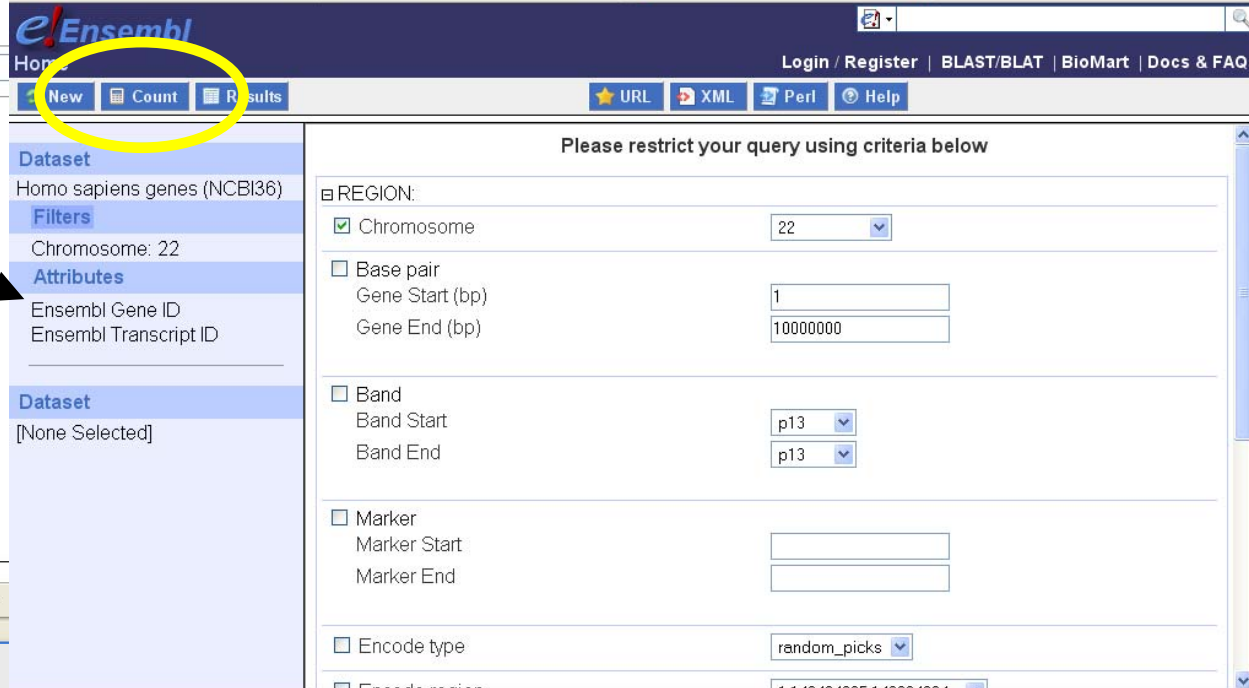 e!Ensembl
e!
Home
Login / Register | BLAST/BLAT | BioMart | Docs & FAQ
New Count Results URL XML Perl Help
Please restrict your query using criteria below
Dataset
Homo sapiens genes (NCBI36)
Filters
Chromosome: 22
Attributes
Ensembl Gene ID
Ensembl Transcript ID
Dataset
[None Selected]
REGION:
Chromosome 22
Base pair
Gene Start (bp) 1
Gene End (bp) 10000000
Band
Band Start p13
Band End p13
Marker
Marker Start
Marker End
Encode type random_picks
Encode region